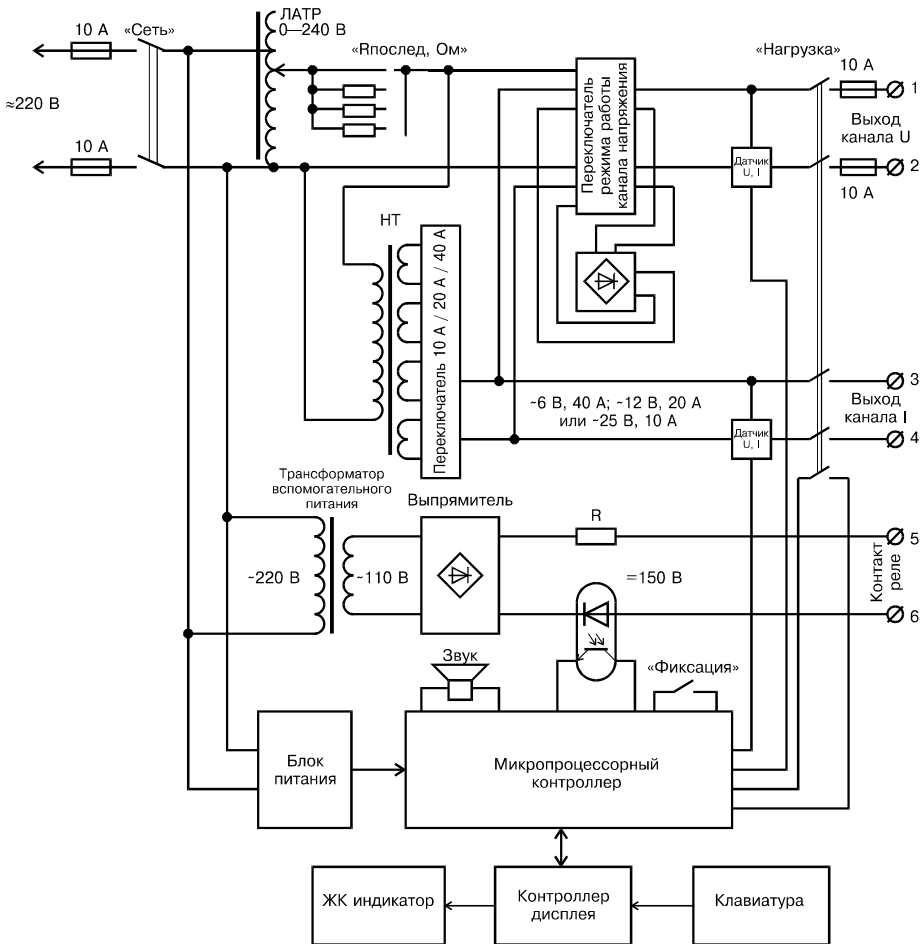 ЛАТР
0—240 В
10 А
«Сеть»
«Rпослед, Ом»
«Нагрузка»
10 А
1
≈220 В
Переключатель
режима работы
канала напряжения
Выход
канала U
10 А
Датчик
U, I
2
10 А
НТ
Переключатель 10 А / 20 А / 40 А
3
~6 В, 40 А; ~12 В, 20 А
или ~25 В, 10 А
Выход
канала I
Датчик
U, I
4
Трансформатор
вспомогательного
питания
Выпрямитель
R
5
~220 В
~110 В
=150 В
Контакт
реле
6
Звук
«Фиксация»
Блок
питания
Микропроцессорный
контроллер
ЖК индикатор
Контроллер
дисплея
Клавиатура